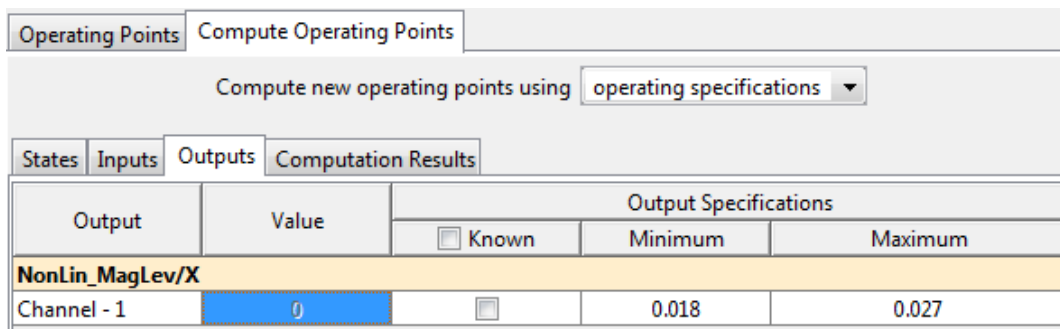 Operating Points Compute Operating Points
Compute new operating points using operating specifications
States Inputs Outputs Computation Results
Output Value Output Specifications
Known Minimum Maximum
NonLin_MagLev/X
Channel - 1 0 0.018 0.027